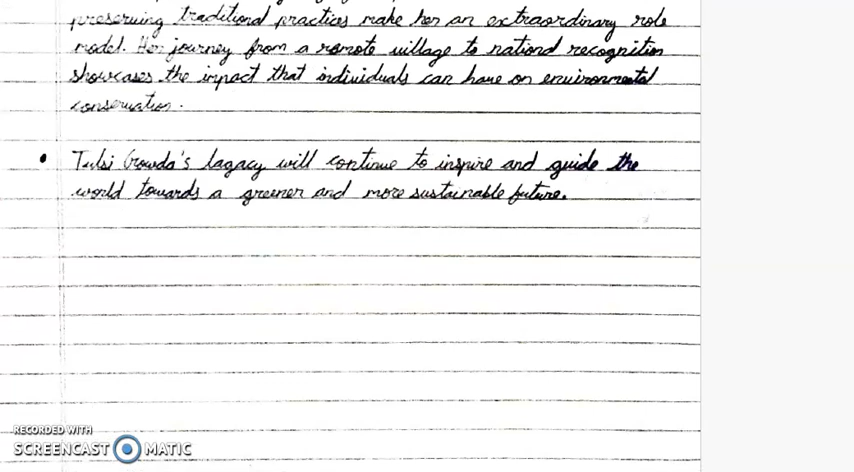 preserving traditional practices make her an extraordinary role
model. Her journey from a remote village to national recognition
showcases the impact that individuals can have on environmental
conservation.
• Tulsi Gowda's lagacy will continue to inspire and guide the
world towards a greener and more sustainable future.
RECORDED WITH
SCREENCAST MATIC